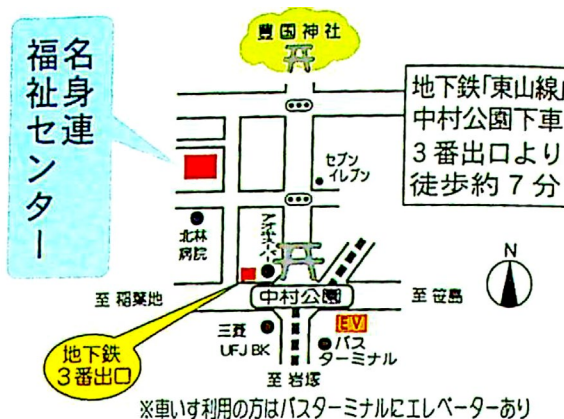 豊国神社
名身連
福祉センター
地下鉄「東山線」
中村公園下車
3番出口より
徒歩約7分
セブン
イレブン
北林
病院
N
至 稲葉地
中村公園
至 笹島
地下鉄
3番出口
三菱
UFJ BK
EV
バス
ターミナル
至 岩塚
※車いす利用の方はバスターミナルにエレベーターあり